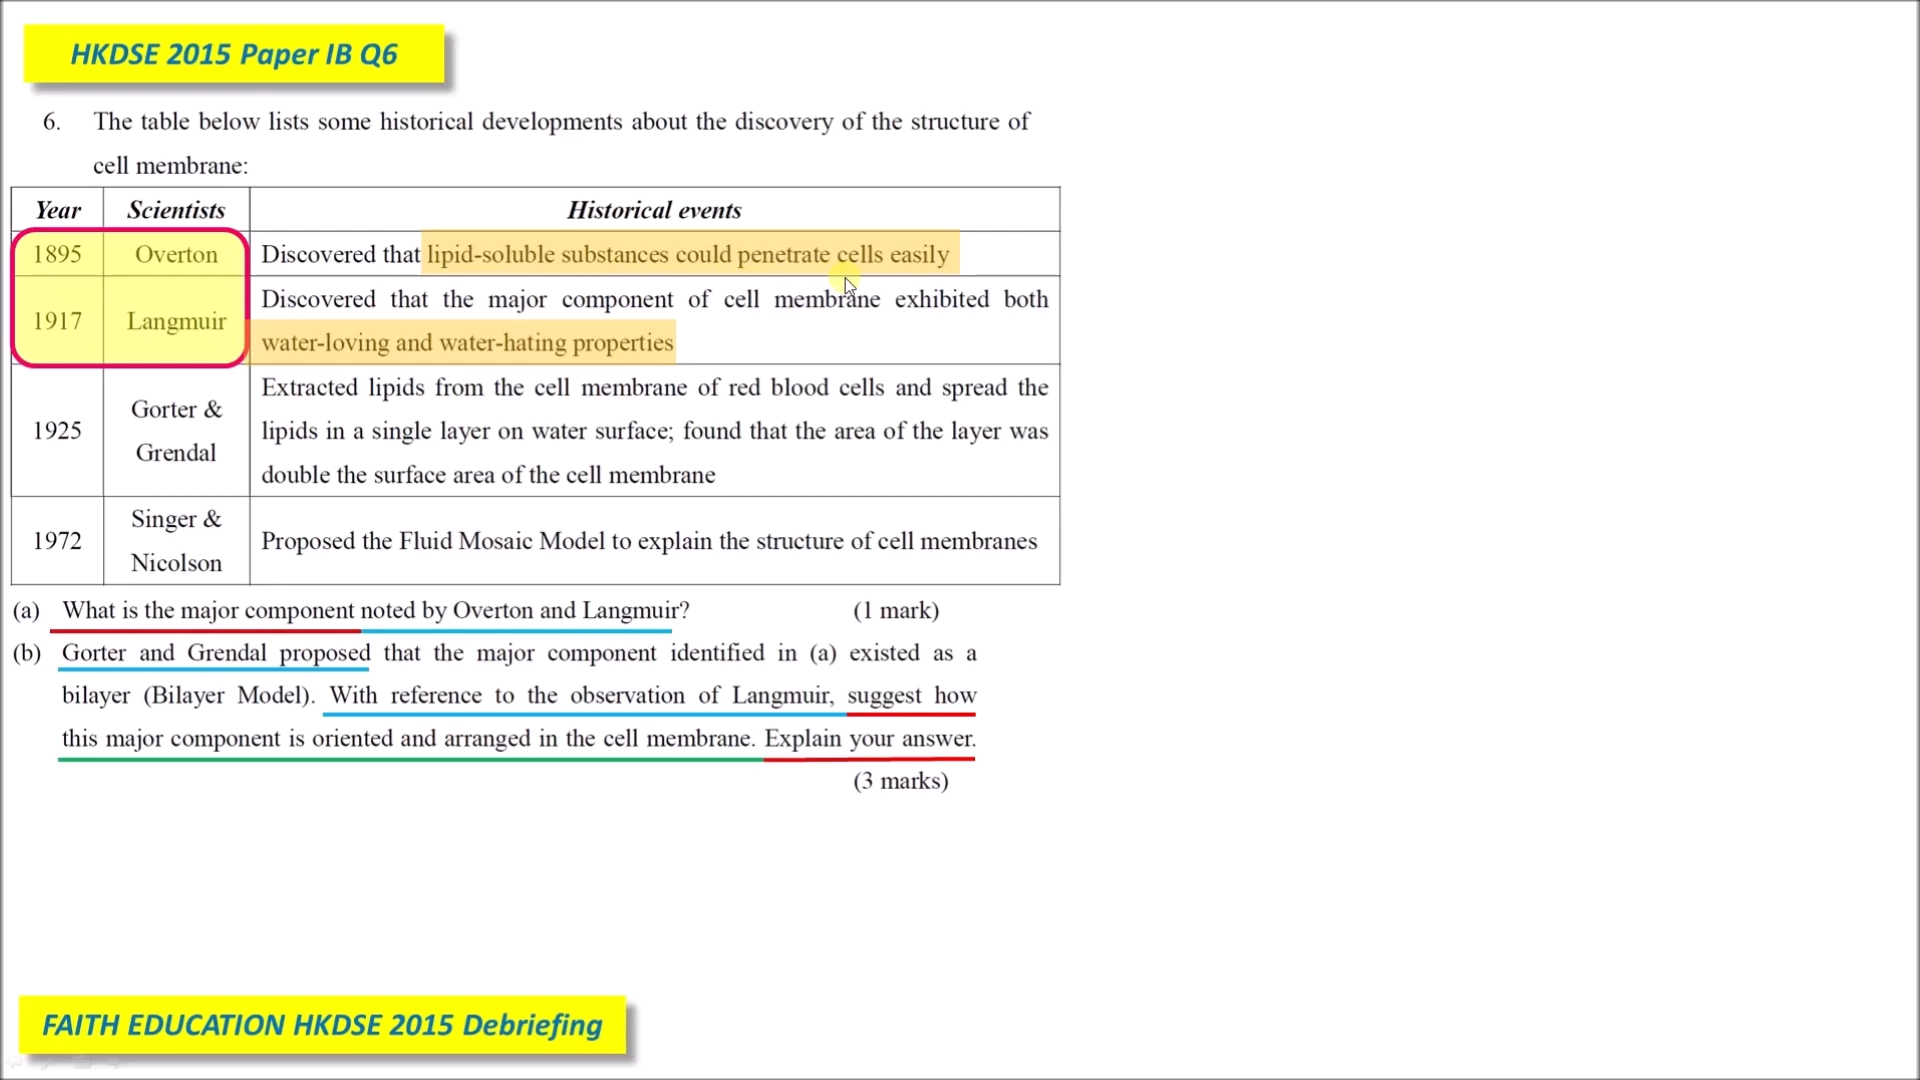 HKDSE 2015 Paper IB Q6
6. The table below lists some historical developments about the discovery of the structure of
cell membrane:
Year Scientists Historical events
1895 Overton Discovered that lipid-soluble substances could penetrate cells easily
1917 Langmuir Discovered that the major component of cell membrane exhibited both
water-loving and water-hating properties
1925 Gorter & Grendal Extracted lipids from the cell membrane of red blood cells and spread the
lipids in a single layer on water surface; found that the area of the layer was
double the surface area of the cell membrane
1972 Singer & Nicolson Proposed the Fluid Mosaic Model to explain the structure of cell membranes
(a) What is the major component noted by Overton and Langmuir? (1 mark)
(b) Gorter and Grendal proposed that the major component identified in (a) existed as a
bilayer (Bilayer Model). With reference to the observation of Langmuir, suggest how
this major component is oriented and arranged in the cell membrane. Explain your answer.
(3 marks)
FAITH EDUCATION HKDSE 2015 Debriefing